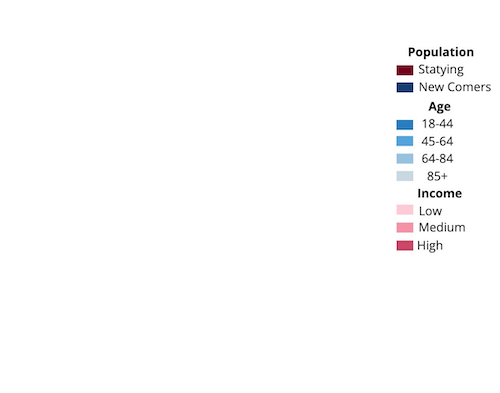 Population
Statying
New Comers
Age
18-44
45-64
64-84
85+
Income
Low
Medium
High